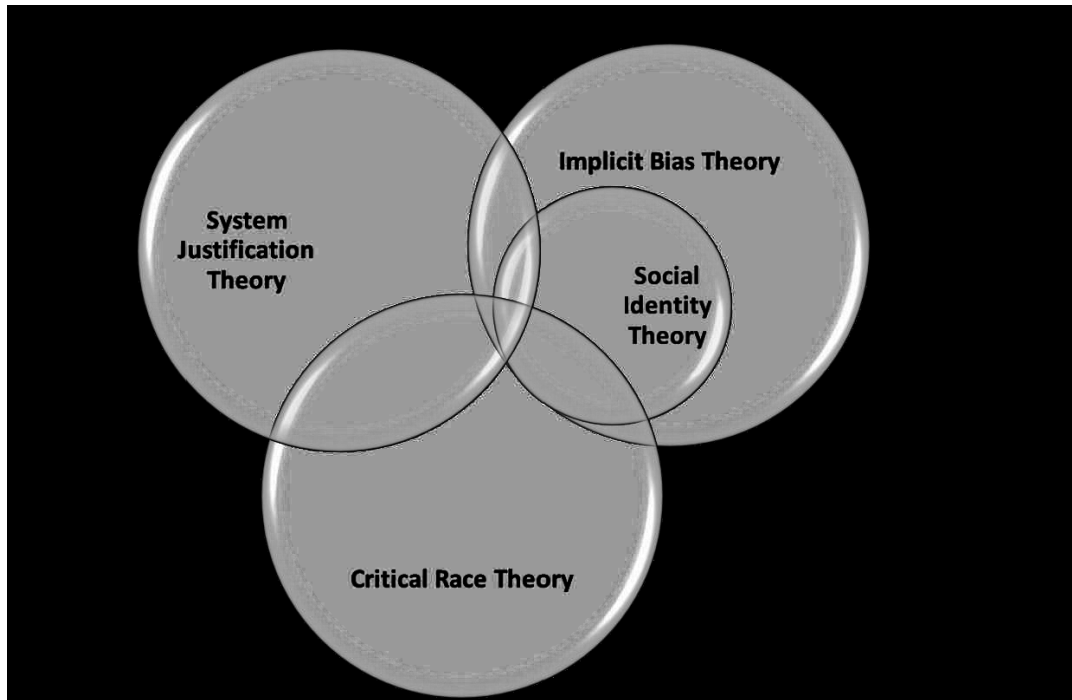 Implicit Bias Theory
System
Justification
Theory
Social
Identity
Theory
Critical Race Theory